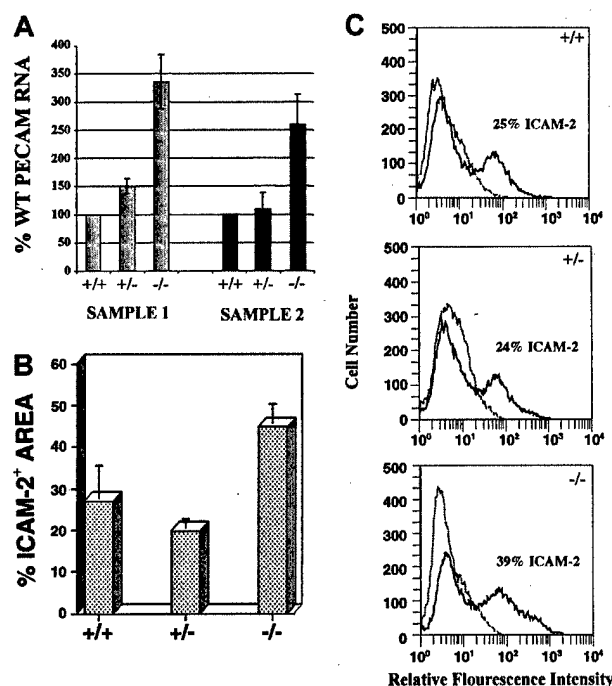 A
% WT PECAM RNA
400
350
300
250
200
150
100
50
0
+/+ +/- -/- +/+ +/- -/-
SAMPLE 1 SAMPLE 2
B
% ICAM-2+ AREA
60
50
40
30
20
10
0
+/+ +/- -/-
C
Cell Number
500
400
300
200
100
0
+/+
25% ICAM-2
10^0 10^1 10^2 10^3 10^4
500
400
300
200
100
0
+/-
24% ICAM-2
10^0 10^1 10^2 10^3 10^4
500
400
300
200
100
0
-/-
39% ICAM-2
10^0 10^1 10^2 10^3 10^4
Relative Flourescence Intensity